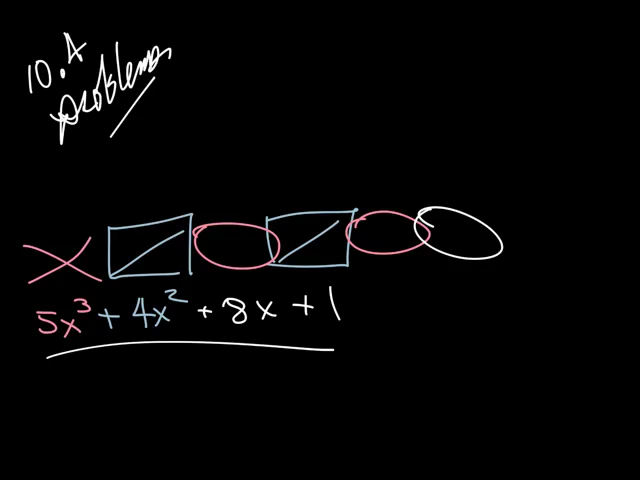 10.4
problems
5x³ + 4x² + 8x + 1